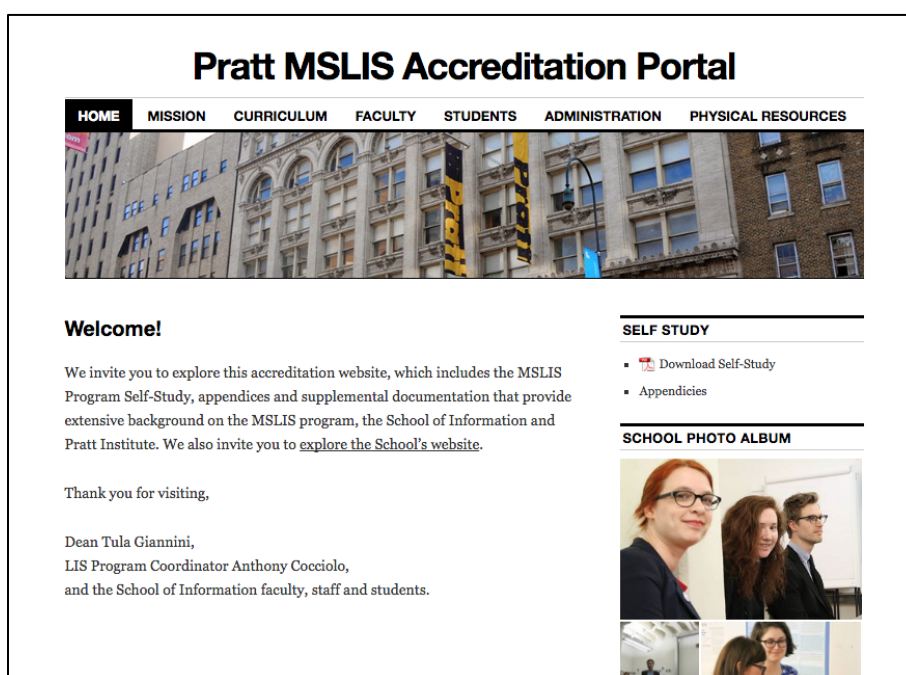 Pratt MSLIS Accreditation Portal
HOME MISSION CURRICULUM FACULTY STUDENTS ADMINISTRATION PHYSICAL RESOURCES
Pratt
Pratt
Welcome!
We invite you to explore this accreditation website, which includes the MSLIS
Program Self-Study, appendices and supplemental documentation that provide
extensive background on the MSLIS program, the School of Information and
Pratt Institute. We also invite you to explore the School's website.
Thank you for visiting,
Dean Tula Giannini,
LIS Program Coordinator Anthony Cocciolo,
and the School of Information faculty, staff and students.
SELF STUDY
Download Self-Study
Appendicies
SCHOOL PHOTO ALBUM